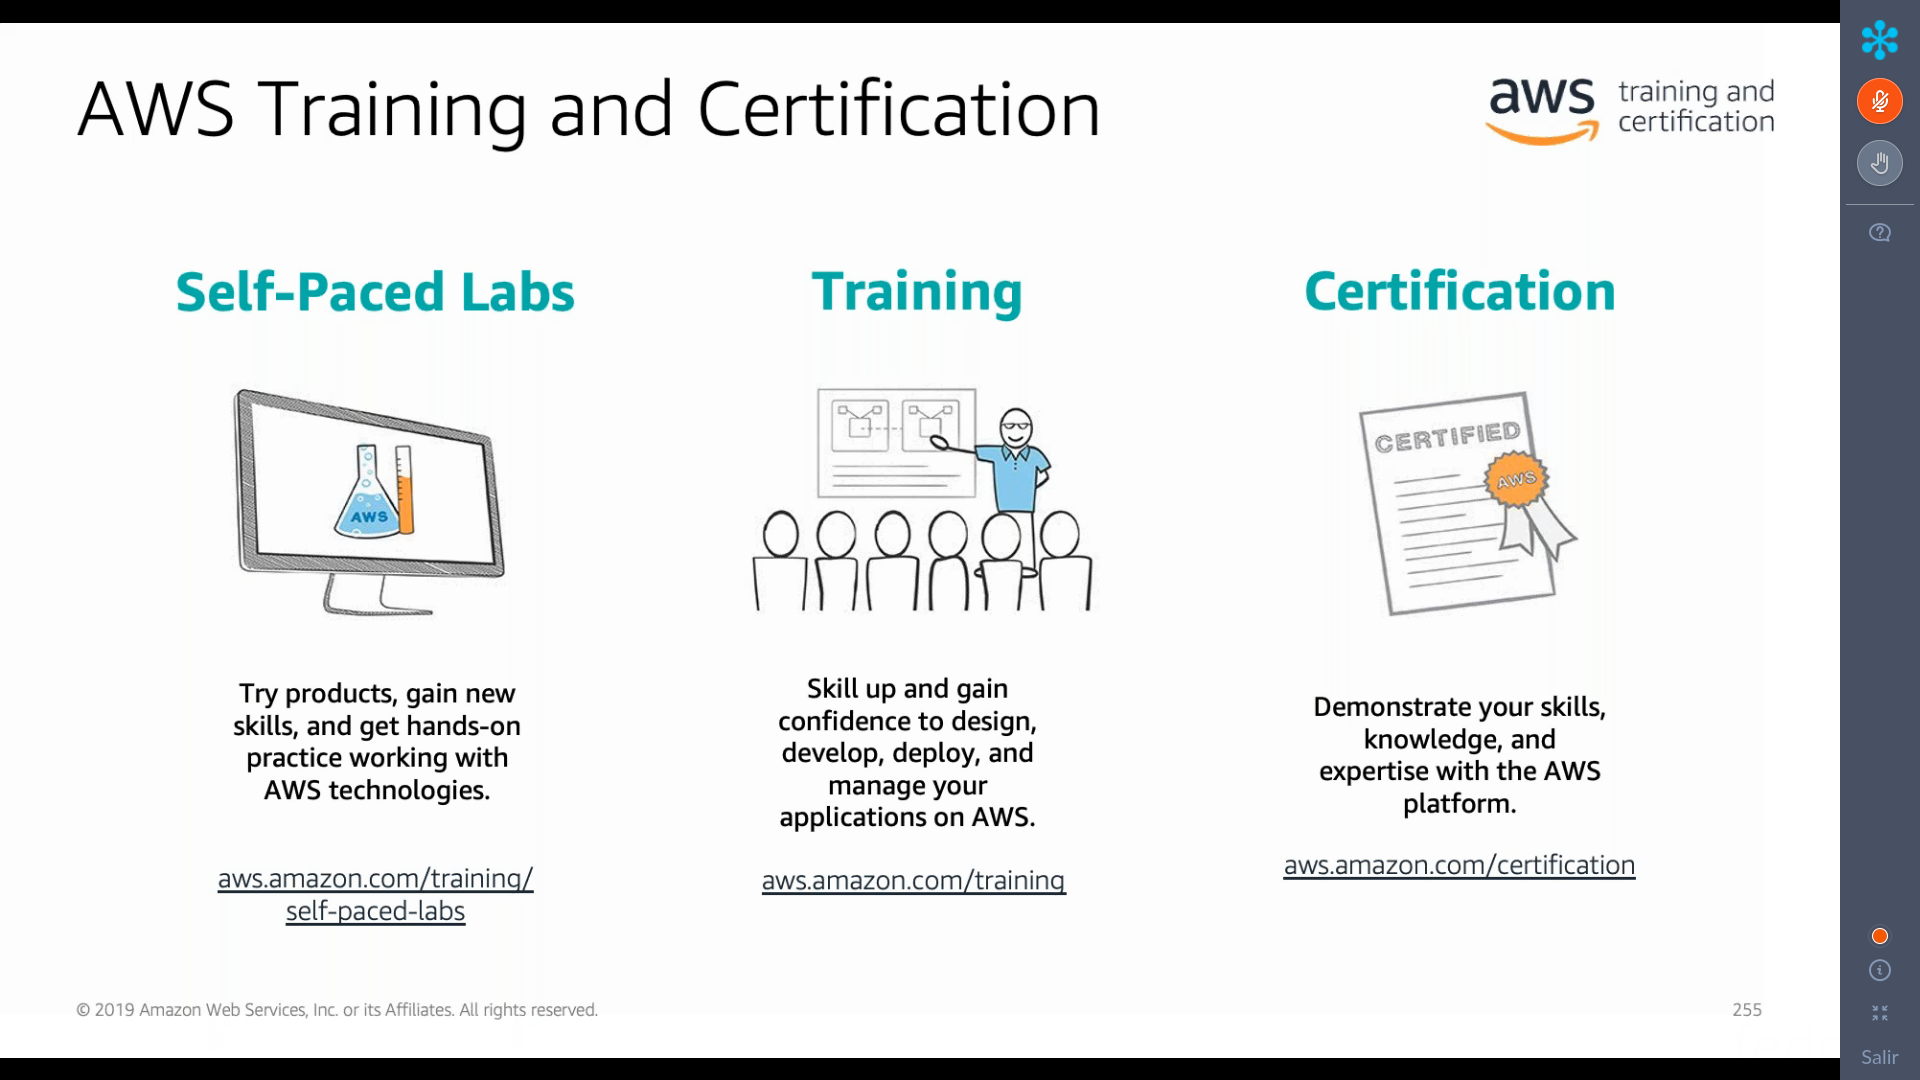 AWS Training and Certification
aws training and
certification
Self-Paced Labs
AWS
Try products, gain new
skills, and get hands-on
practice working with
AWS technologies.
aws.amazon.com/training/
self-paced-labs
Training
Skill up and gain
confidence to design,
develop, deploy, and
manage your
applications on AWS.
aws.amazon.com/training
Certification
CERTIFIED
AWS
Demonstrate your skills,
knowledge, and
expertise with the AWS
platform.
aws.amazon.com/certification
© 2019 Amazon Web Services, Inc. or its Affiliates. All rights reserved.
255
Salir